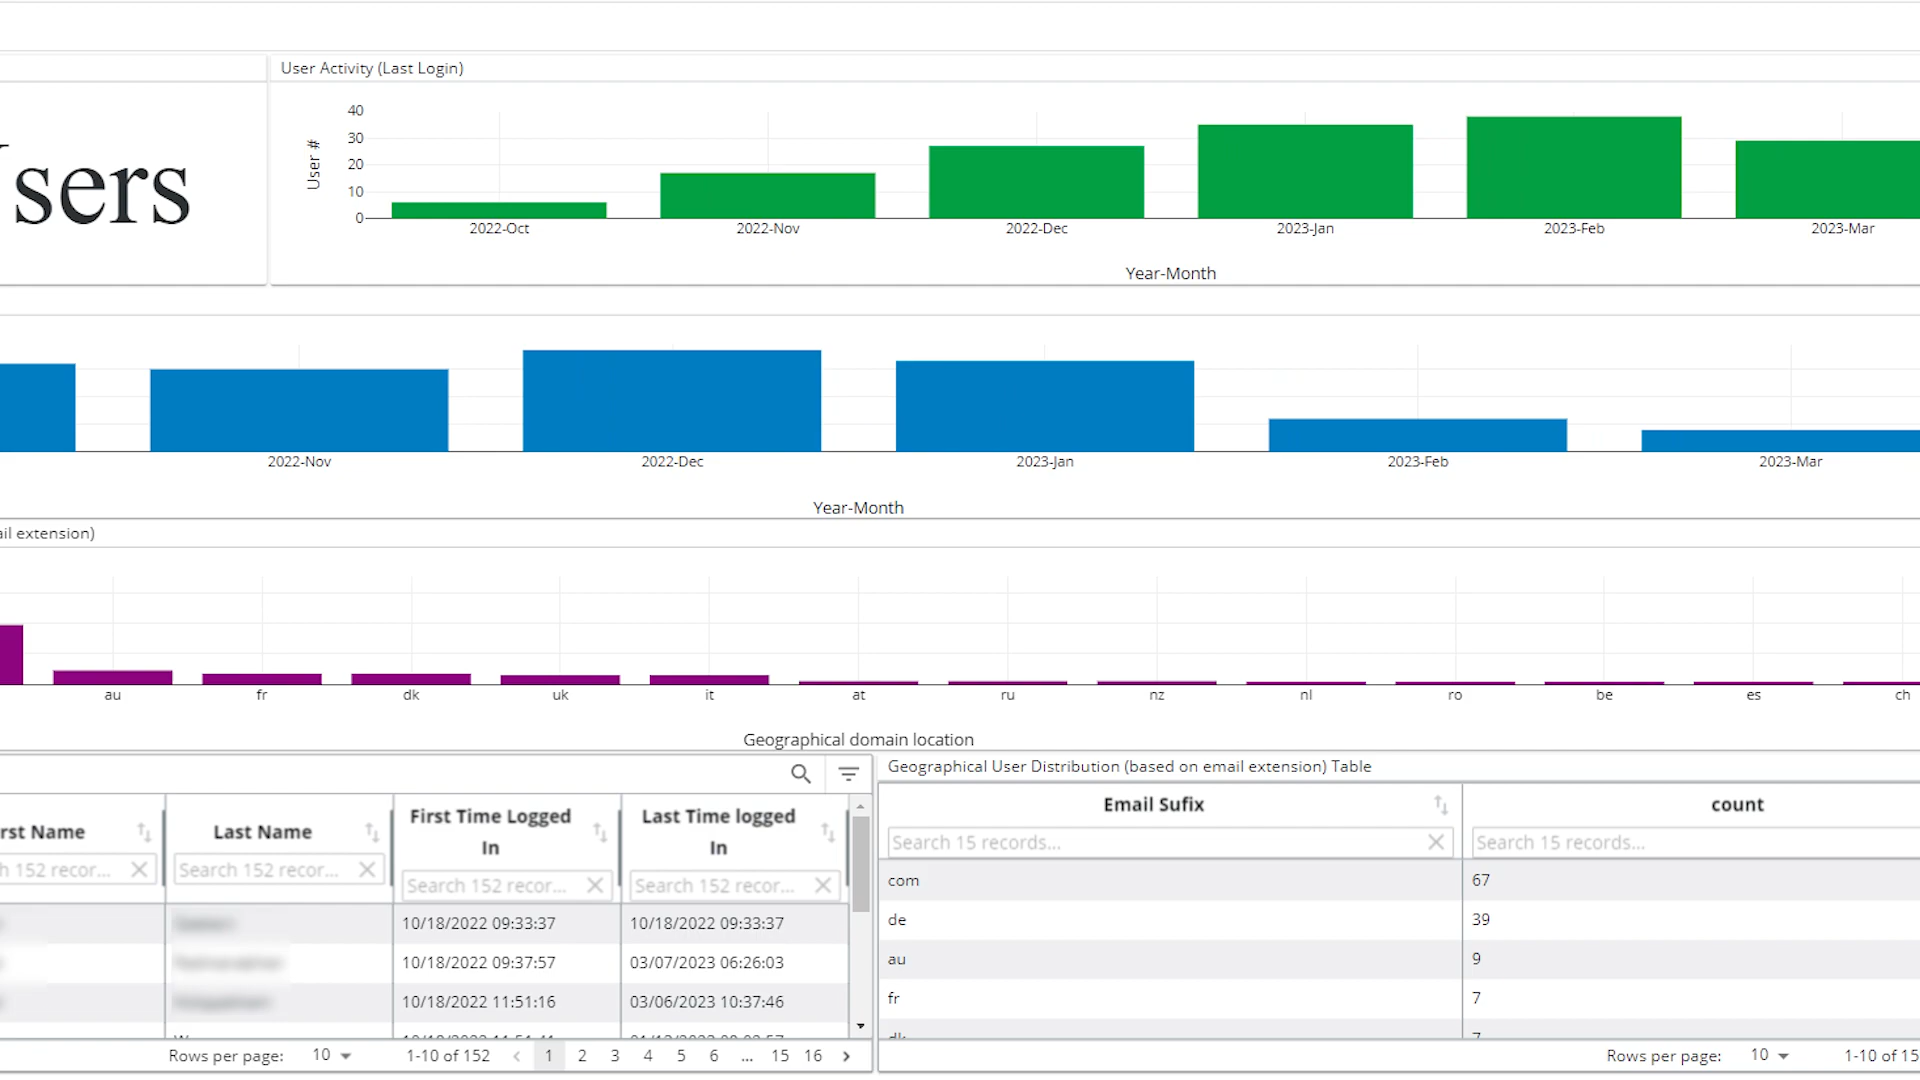 User Activity (Last Login)
sers
User #
40
30
20
10
0
2022-Oct
2022-Nov
2022-Dec
2023-Jan
2023-Feb
2023-Mar
Year-Month
2022-Nov
2022-Dec
2023-Jan
2023-Feb
2023-Mar
Year-Month
ail extension)
au
fr
dk
uk
it
at
ru
nz
nl
ro
be
es
ch
Geographical domain location
rst Name
Last Name
First Time Logged
In
Last Time logged
In
h 152 recor...
Search 152 recor...
Search 152 recor...
Search 152 recor...
10/18/2022 09:33:37
10/18/2022 09:33:37
10/18/2022 09:37:57
03/07/2023 06:26:03
10/18/2022 11:51:16
03/06/2023 10:37:46
Rows per page:
10
1-10 of 152
1
2
3
4
5
6
...
15
16
Geographical User Distribution (based on email extension) Table
Email Sufix
count
Search 15 records...
Search 15 records...
com
67
de
39
au
9
fr
7
Rows per page:
10
1-10 of 15